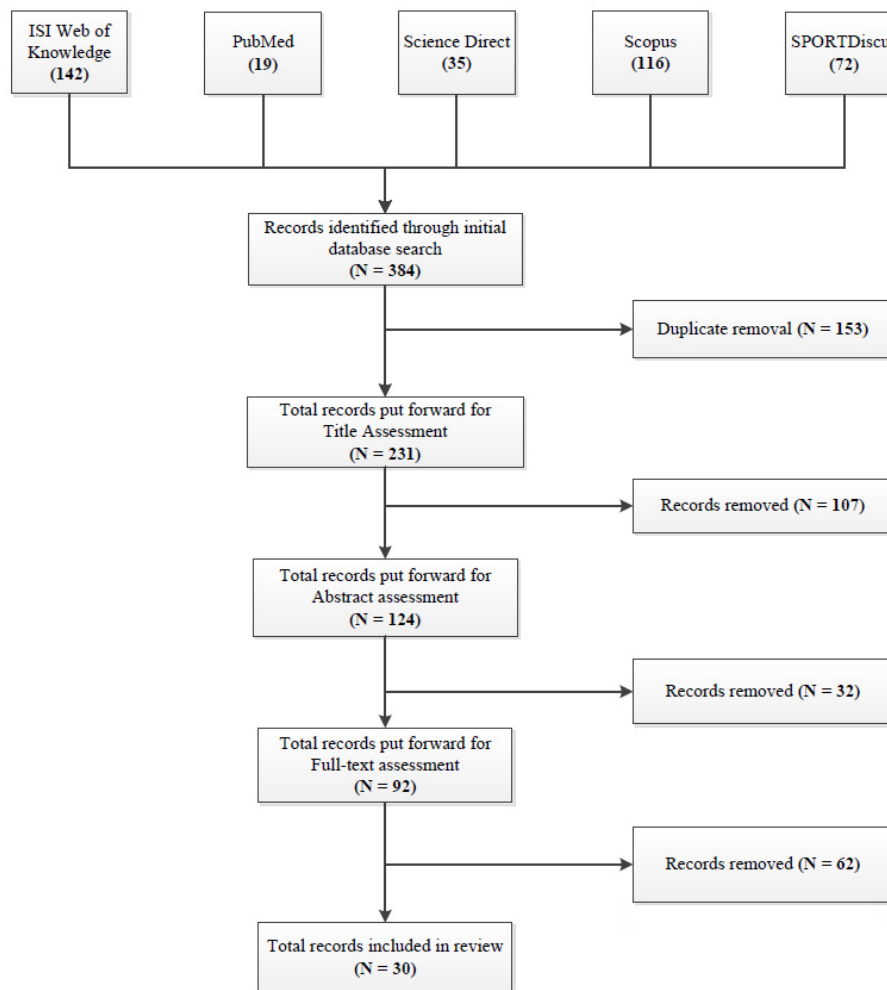 ISI Web of
Knowledge
(142)
PubMed
(19)
Science Direct
(35)
Scopus
(116)
SPORTDiscu
(72)
Records identified through initial
database search
(N = 384)
Duplicate removal (N = 153)
Total records put forward for
Title Assessment
(N = 231)
Records removed (N = 107)
Total records put forward for
Abstract assessment
(N = 124)
Records removed (N = 32)
Total records put forward for
Full-text assessment
(N = 92)
Records removed (N = 62)
Total records included in review
(N = 30)